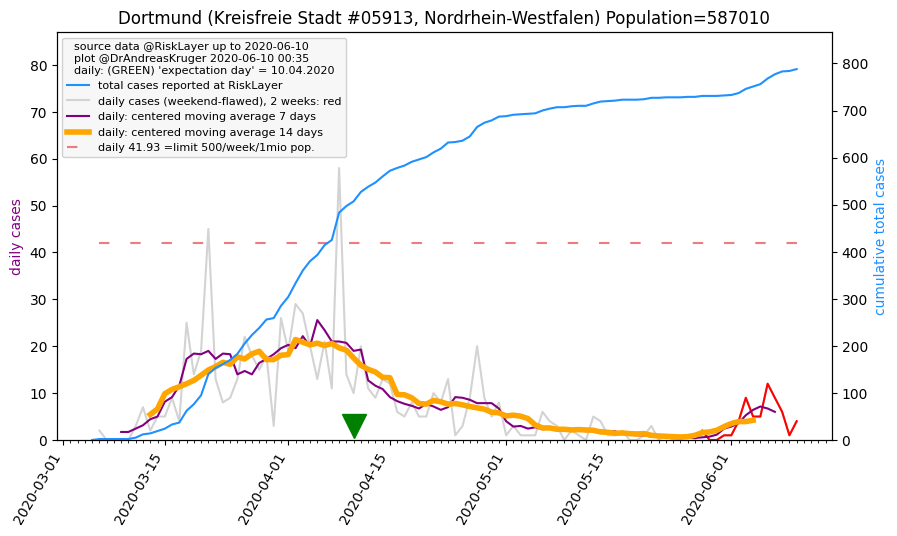 Dortmund (Kreisfreie Stadt #05913, Nordrhein-Westfalen) Population=587010
source data @RiskLayer up to 2020-06-10
plot @DrAndreasKruger 2020-06-10 00:35
daily: (GREEN) 'expectation day' = 10.04.2020
total cases reported at RiskLayer
daily cases (weekend-flawed), 2 weeks: red
daily: centered moving average 7 days
daily: centered moving average 14 days
daily 41.93 =limit 500/week/1mio pop.
daily cases
80
70
60
50
40
30
20
10
0
cumulative total cases
800
700
600
500
400
300
200
100
0
2020-03-01
2020-03-15
2020-04-01
2020-04-15
2020-05-01
2020-05-15
2020-06-01